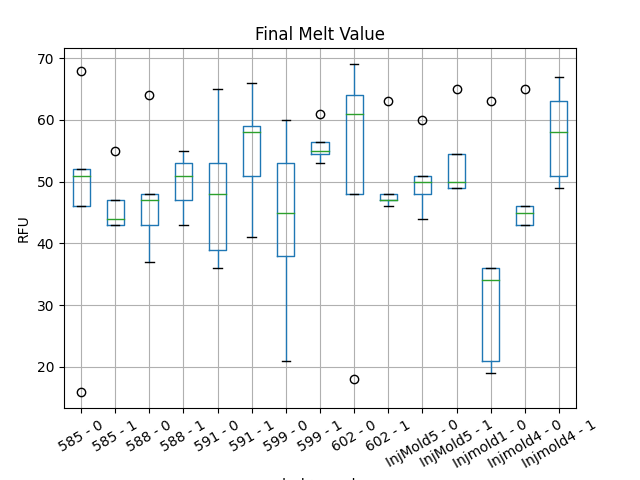 Final Melt Value
RFU
70
60
50
40
30
20
585 - 0
585 - 1
588 - 0
588 - 1
591 - 0
591 - 1
599 - 0
599 - 1
602 - 0
602 - 1
InjMold5 - 0
InjMold5 - 1
Injmold1 - 0
Injmold4 - 0
Injmold4 - 1